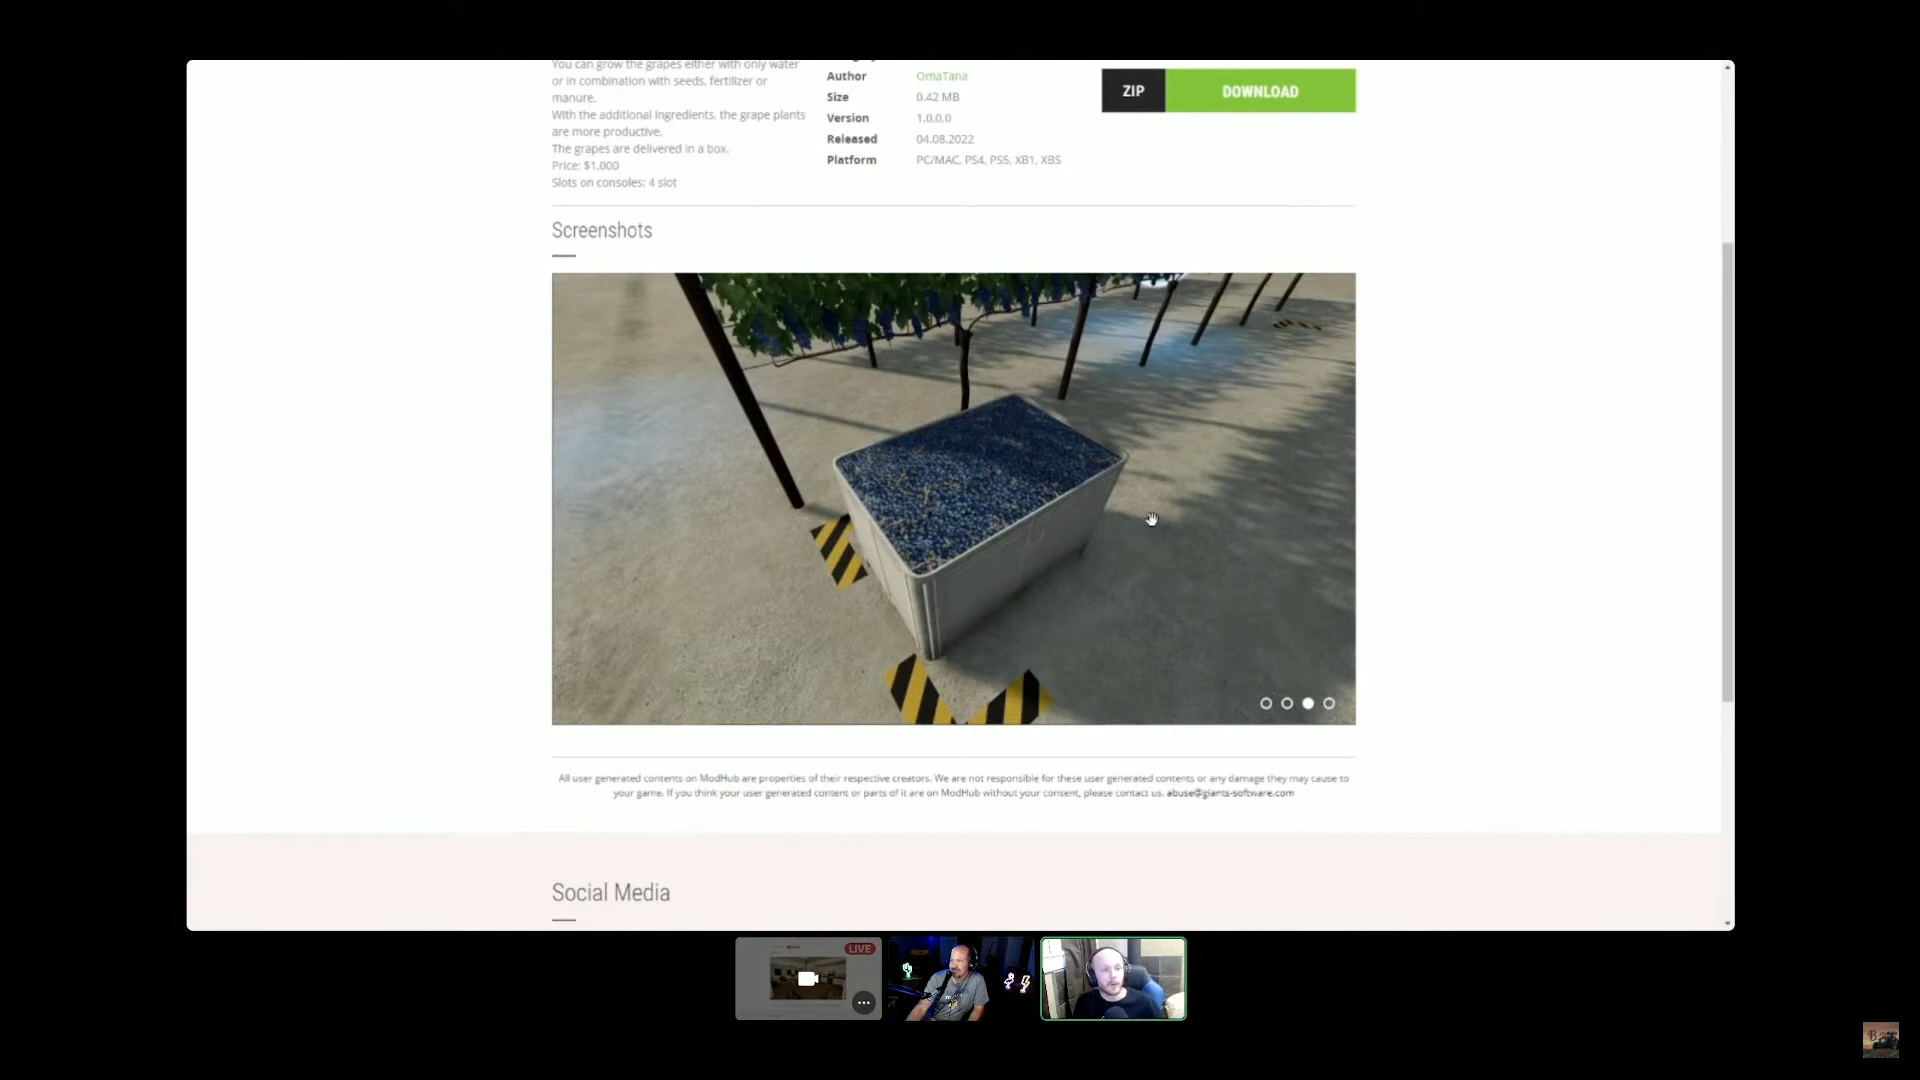 You can grow the grapes either with only water
or in combination with seeds, fertilizer or
manure.
With the additional ingredients, the grape plants
are more productive.
The grapes are delivered in a box.
Price: $1,000
Slots on consoles: 4 slot
Author OmaTana
Size 0.42 MB
Version 1.0.0.0
Released 04.08.2022
Platform PC/MAC, PS4, PS5, XB1, XBS
ZIP DOWNLOAD
Screenshots
All user generated contents on ModHub are properties of their respective creators. We are not responsible for these user generated contents or any damage they may cause to
your game. If you think your user generated content or parts of it are on ModHub without your consent, please contact us. abuse@giants-software.com
Social Media
LIVE